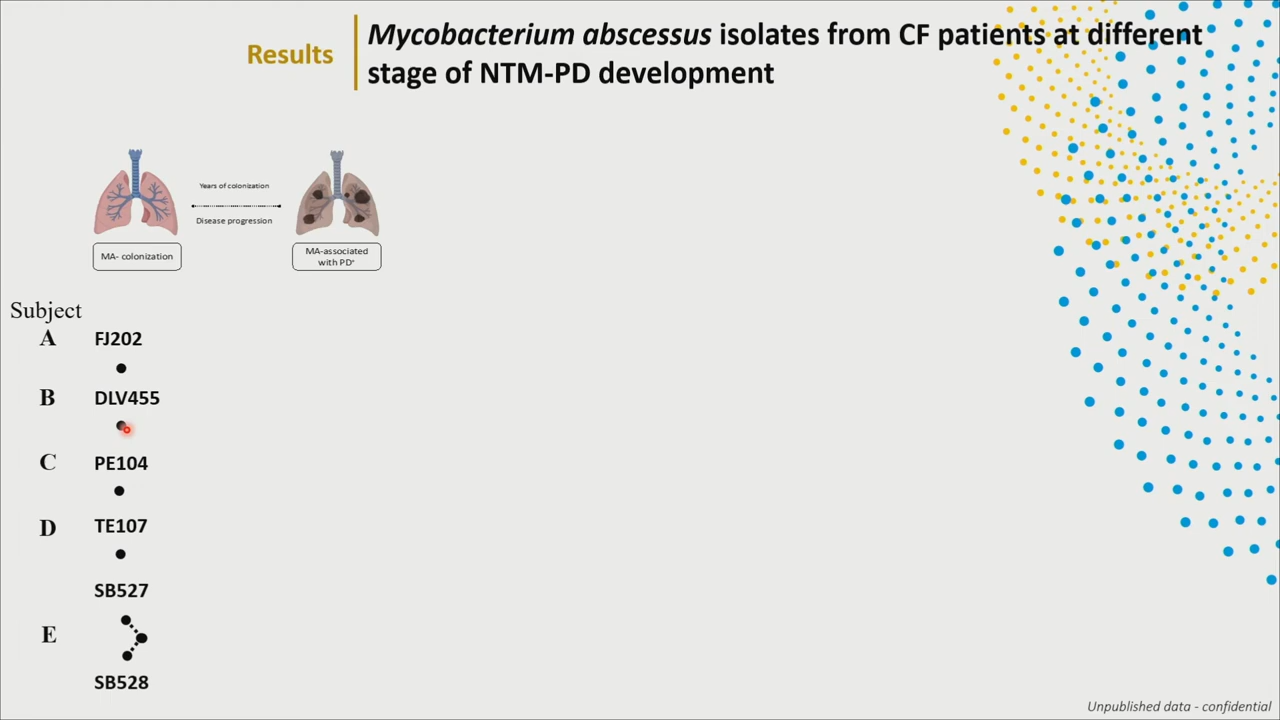 Results
Mycobacterium abscessus isolates from CF patients at different
stage of NTM-PD development
Years of colonization
Disease progression
MA- colonization
MA-associated
with PD*
Subject
A FJ202
B DLV455
C PE104
D TE107
SB527
E
SB528
Unpublished data - confidential